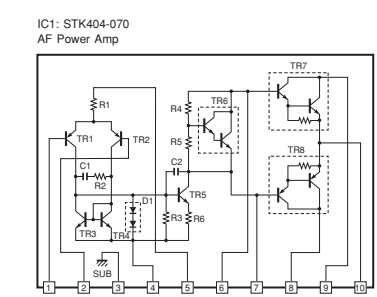 IC1: STK404-070
AF Power Amp
TR7
R1
R4
TR6
TR1
TR2
R5
TR8
C1
C2
R2
D1
TR5
TR3
TR4
R3
R6
SUB
1 2 3 4 5 6 7 8 9 10